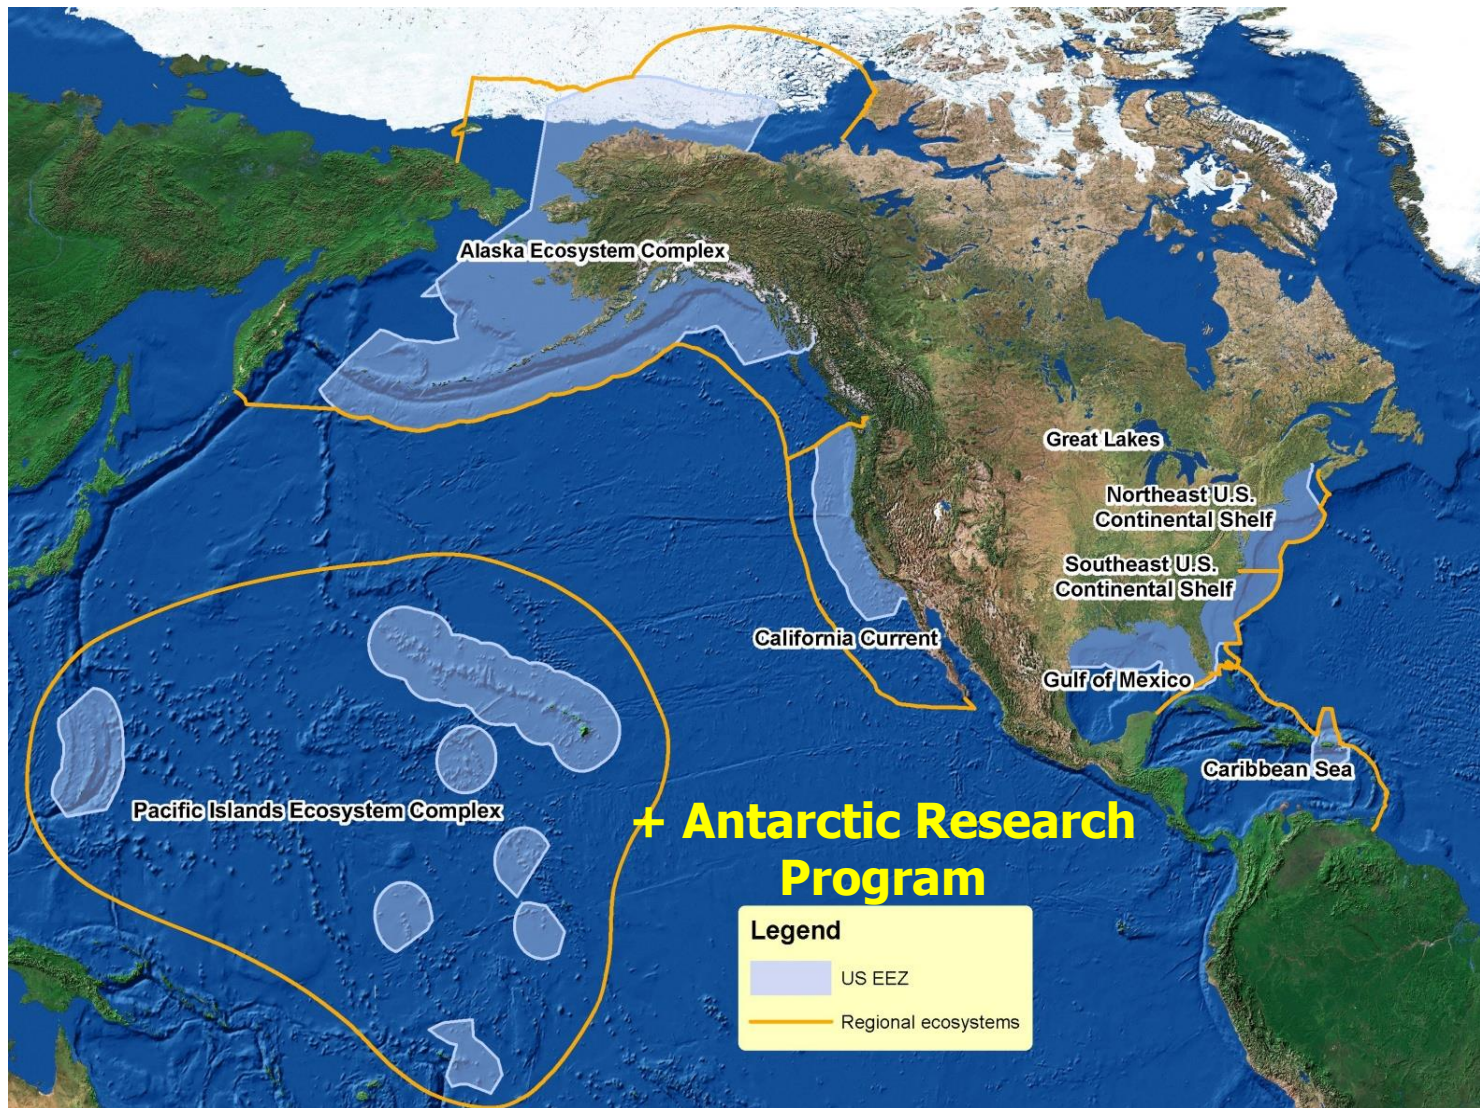 Alaska Ecosystem Complex
Great Lakes
Northeast U.S.
Continental Shelf
Southeast U.S.
Continental Shelf
California Current
Gulf of Mexico
Caribbean Sea
Pacific Islands Ecosystem Complex
+ Antarctic Research
Program
Legend
US EEZ
Regional ecosystems